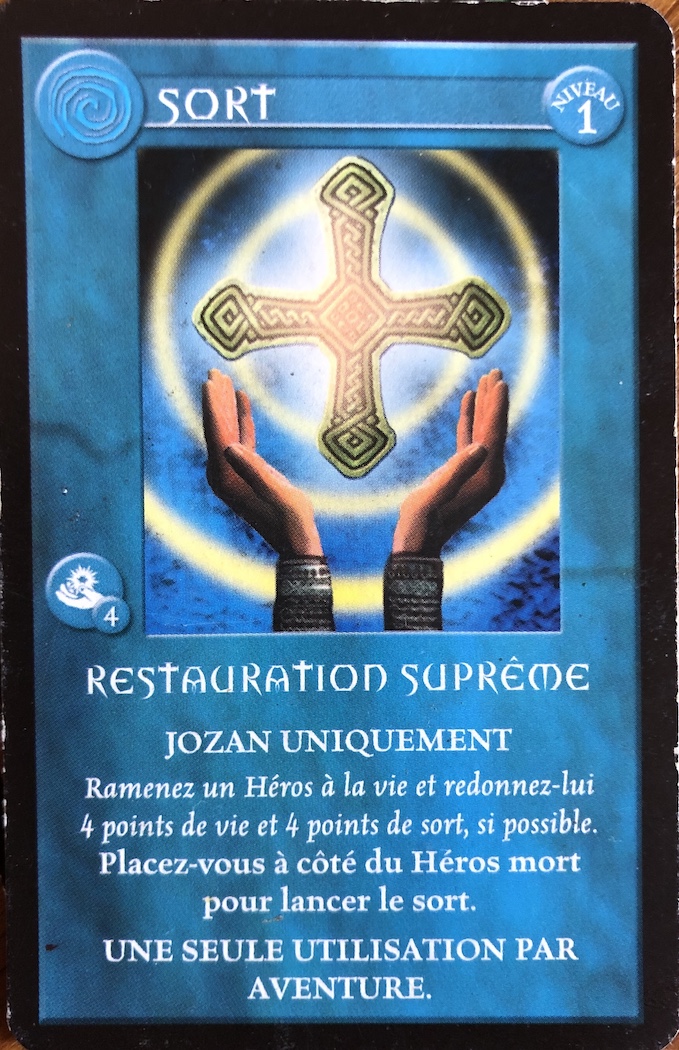 SORT
NIVEAU
1
4
RESTAURATION SUPRÊME
JOZAN UNIQUEMENT
Ramenez un Héros à la vie et redonnez-lui
4 points de vie et 4 points de sort, si possible.
Placez-vous à côté du Héros mort
pour lancer le sort.
UNE SEULE UTILISATION PAR
AVENTURE.